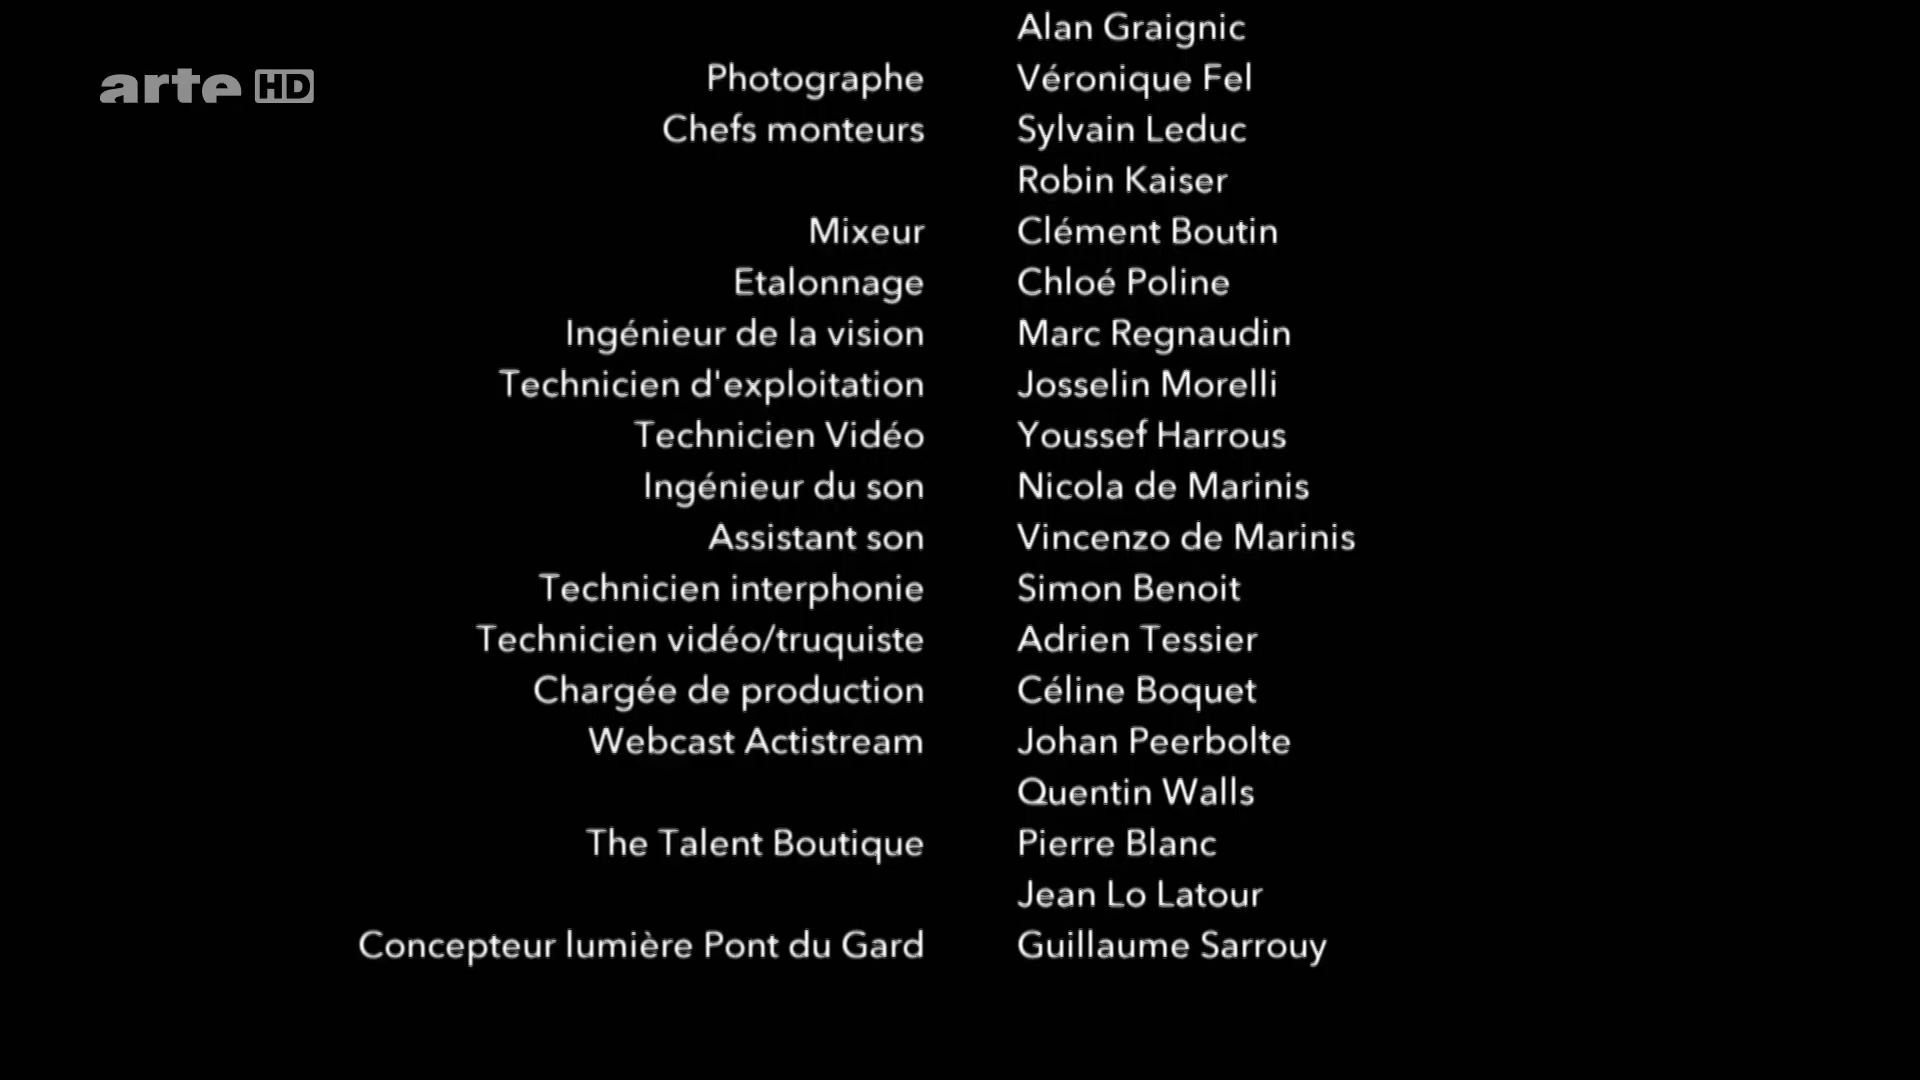 Alan Graignic
arte HD
Photographe Véronique Fel
Chefs monteurs Sylvain Leduc
Robin Kaiser
Mixeur Clément Boutin
Etalonnage Chloé Poline
Ingénieur de la vision Marc Regnaudin
Technicien d'exploitation Josselin Morelli
Technicien Vidéo Youssef Harrous
Ingénieur du son Nicola de Marinis
Assistant son Vincenzo de Marinis
Technicien interphonie Simon Benoit
Technicien vidéo/truquiste Adrien Tessier
Chargée de production Céline Boquet
Webcast Actistream Johan Peerbolte
Quentin Walls
The Talent Boutique Pierre Blanc
Jean Lo Latour
Concepteur lumière Pont du Gard Guillaume Sarrouy